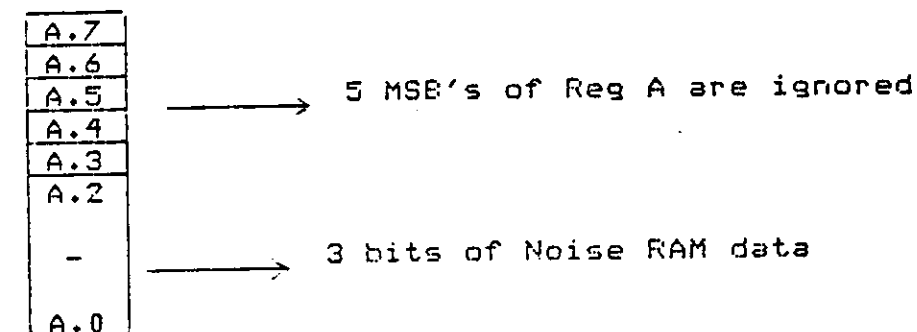 A.7
A.6
A.5
5 MSB's of Reg A are ignored
A.4
A.3
A.2
-
3 bits of Noise RAM data
A.0